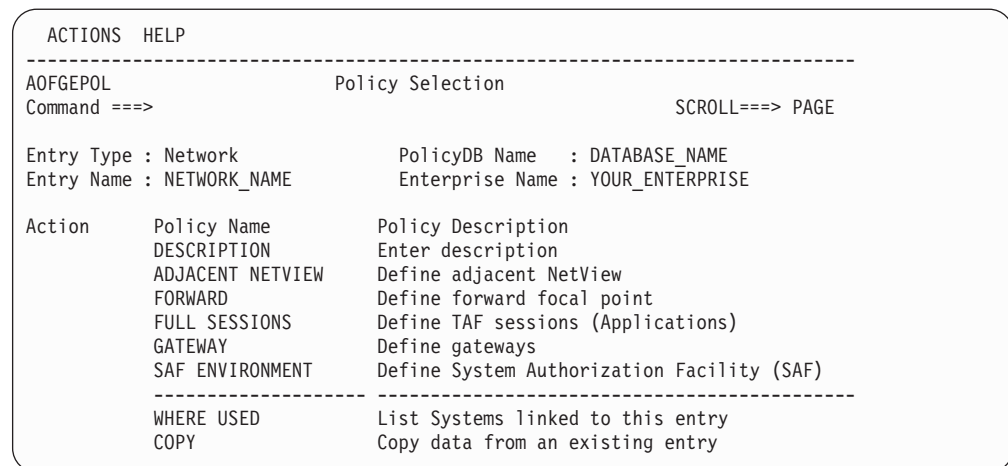 ACTIONS HELP
-------------------------------------------------------------------------------
AOFGEPOL Policy Selection
Command ===> SCROLL===> PAGE
Entry Type : Network PolicyDB Name : DATABASE_NAME
Entry Name : NETWORK_NAME Enterprise Name : YOUR_ENTERPRISE
Action Policy Name Policy Description
DESCRIPTION Enter description
ADJACENT NETVIEW Define adjacent NetView
FORWARD Define forward focal point
FULL SESSIONS Define TAF sessions (Applications)
GATEWAY Define gateways
SAF ENVIRONMENT Define System Authorization Facility (SAF)
-------------------- ---------------------------------------------
WHERE USED List Systems linked to this entry
COPY Copy data from an existing entry